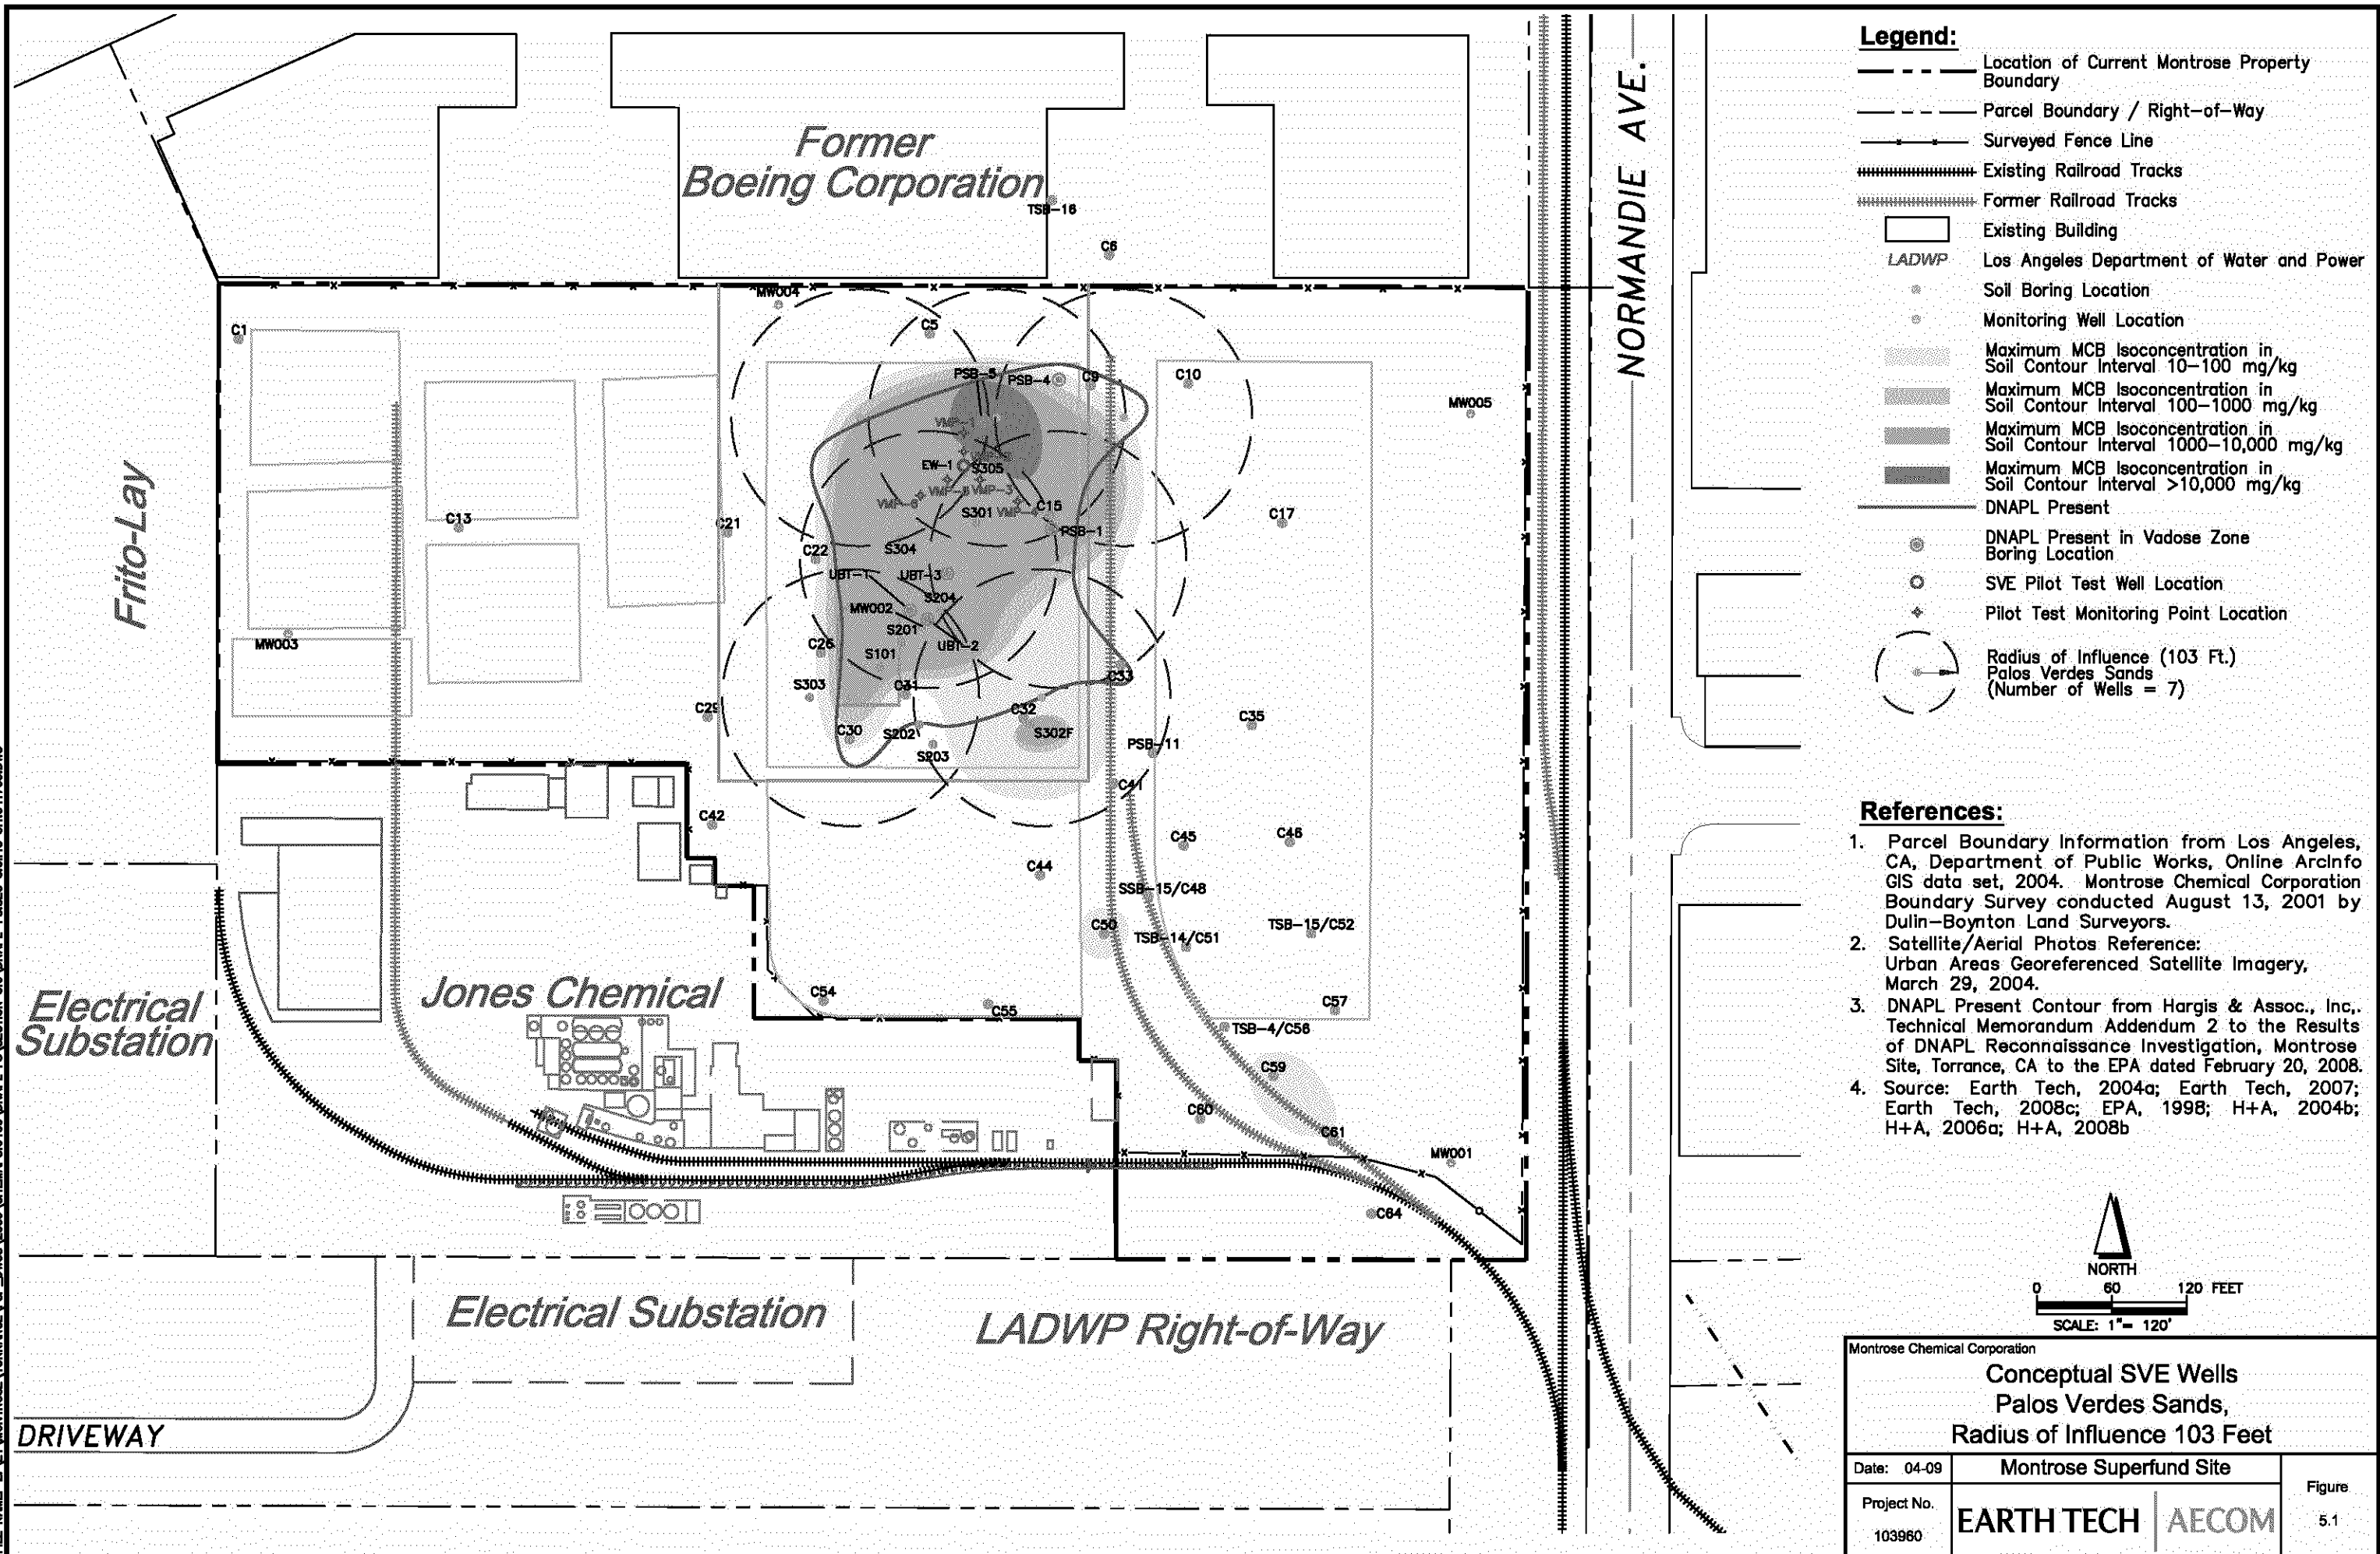 Former
Boeing Corporation
TSB-16
C6
NORMANDIE AVE.
MW004
C5
C1
PSB-5
PSB-4
C9
C10
MW005
VMP-1
EW-1
S305
VMP-6
VMP-3
S301
C15
C13
C21
C17
PSB-1
C22
S304
UBT-1
UBT-3
S204
MW002
S201
UBT-2
MW003
C26
S101
S303
C31
C33
C29
C32
C35
C30
S202
S302F
PSB-11
S203
C41
C42
C45
C46
C44
SSB-15/C48
C50
TSB-14/C51
TSB-15/C52
C54
C55
C57
TSB-4/C56
C59
C60
C61
MW001
C64
Frito-Lay
Electrical
Substation
Jones Chemical
Electrical Substation
LADWP Right-of-Way
DRIVEWAY
Legend:
Location of Current Montrose Property
Boundary
Parcel Boundary / Right-of-Way
Surveyed Fence Line
Existing Railroad Tracks
Former Railroad Tracks
Existing Building
LADWP Los Angeles Department of Water and Power
Soil Boring Location
Monitoring Well Location
Maximum MCB Isoconcentration in
Soil Contour Interval 10-100 mg/kg
Maximum MCB Isoconcentration in
Soil Contour Interval 100-1000 mg/kg
Maximum MCB Isoconcentration in
Soil Contour Interval 1000-10,000 mg/kg
Maximum MCB Isoconcentration in
Soil Contour Interval >10,000 mg/kg
DNAPL Present
DNAPL Present in Vadose Zone
Boring Location
SVE Pilot Test Well Location
Pilot Test Monitoring Point Location
Radius of Influence (103 Ft.)
Palos Verdes Sands
(Number of Wells = 7)
References:
1. Parcel Boundary Information from Los Angeles,
CA, Department of Public Works, Online ArcInfo
GIS data set, 2004. Montrose Chemical Corporation
Boundary Survey conducted August 13, 2001 by
Dulin-Boynton Land Surveyors.
2. Satellite/Aerial Photos Reference:
Urban Areas Georeferenced Satellite Imagery,
March 29, 2004.
3. DNAPL Present Contour from Hargis & Assoc., Inc,.
Technical Memorandum Addendum 2 to the Results
of DNAPL Reconnaissance Investigation, Montrose
Site, Torrance, CA to the EPA dated February 20, 2008.
4. Source: Earth Tech, 2004a; Earth Tech, 2007;
Earth Tech, 2008c; EPA, 1998; H+A, 2004b;
H+A, 2006a; H+A, 2008b
NORTH
0 60 120 FEET
SCALE: 1"= 120'
Montrose Chemical Corporation
Conceptual SVE Wells
Palos Verdes Sands,
Radius of Influence 103 Feet
Date: 04-09
Montrose Superfund Site
Figure
5.1
Project No.
103960
EARTH TECH | AECOM